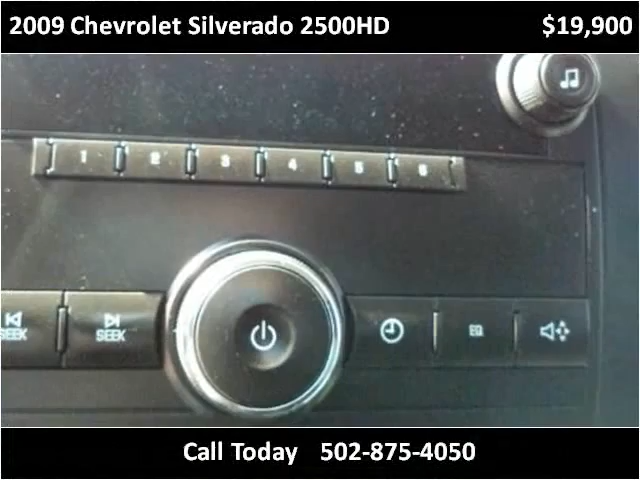 2009 Chevrolet Silverado 2500HD $19,900
1 2 3 4 5 6
SEEK SEEK EQ
Call Today 502-875-4050